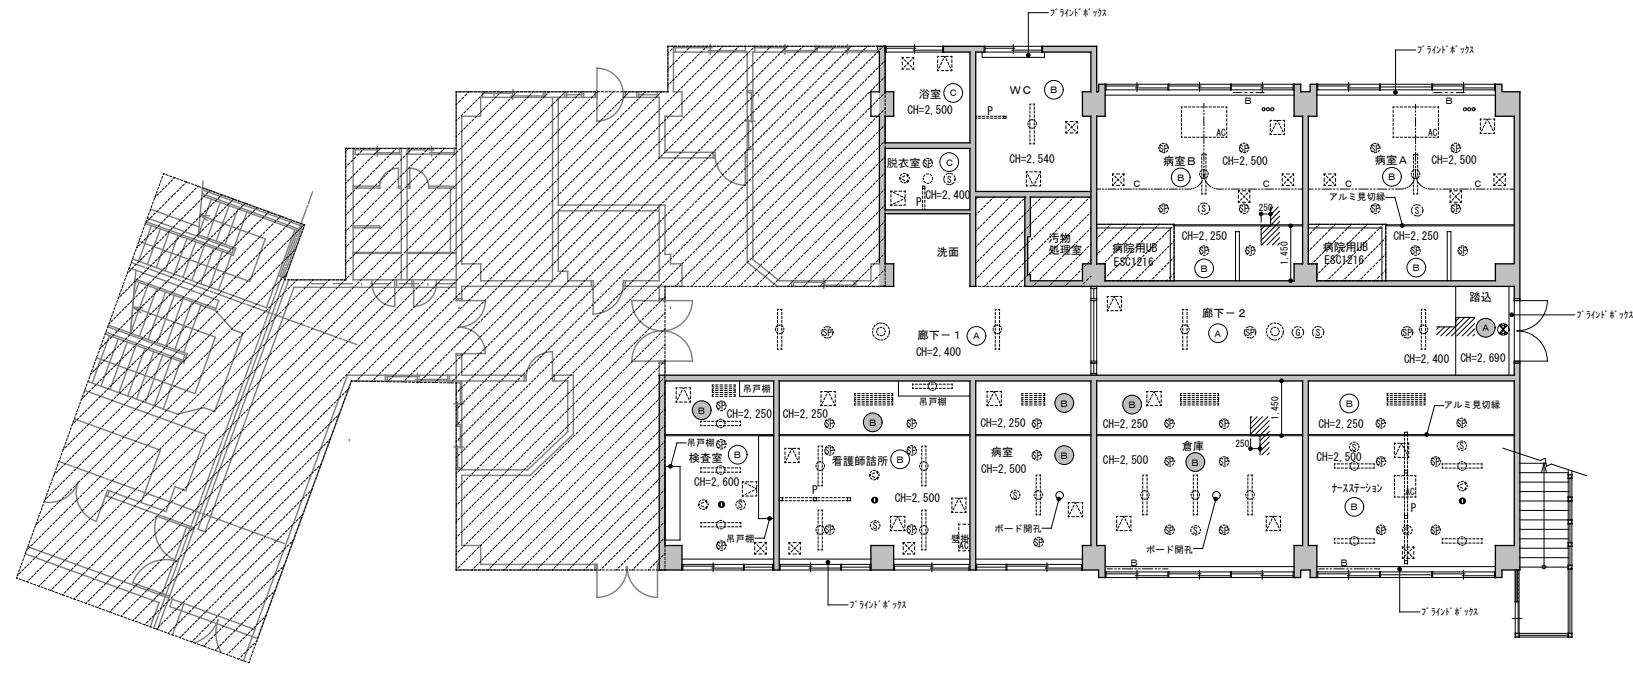 ﾌﾞﾗｲﾝﾄﾞﾎﾞｯｸｽ
ﾌﾞﾗｲﾝﾄﾞﾎﾞｯｸｽ
浴室 C
CH=2,500
WC B
P
CH=2,540
脱衣室 C
S
CH=2,400
P
B
AC
病室B
CH=2,500
B
C
C
S
250
B
AC
病室A
CH=2,500
B
C
C
アルミ見切縁
S
洗面
汚物
処理室
病院用UB
ESC1216
CH=2,250
B
1,450
病院用UB
ESC1216
CH=2,250
B
廊下－1 A
CH=2,400
SP
廊下－2
A
SP
G
S
SP
CH=2,400
踏込
A
CH=2,690
ﾌﾞﾗｲﾝﾄﾞﾎﾞｯｸｽ
吊戸棚
B
CH=2,250
CH=2,250
B
吊戸棚
B
CH=2,250
B
CH=2,250
1,450
B
CH=2,250
アルミ見切縁
吊戸棚
検査室 B
CH=2,600
S
吊戸棚
看護師詰所 B
P
CH=2,500
S
壁掛
病室
B
CH=2,500
S
ボード開孔
倉庫
B
CH=2,500
250
S
ボード開孔
B
S
CH=2,500
S
ﾅｰｽｽﾃｰｼｮﾝ
B
AC
P
S
B
ﾌﾞﾗｲﾝﾄﾞﾎﾞｯｸｽ
ﾌﾞﾗｲﾝﾄﾞﾎﾞｯｸｽ